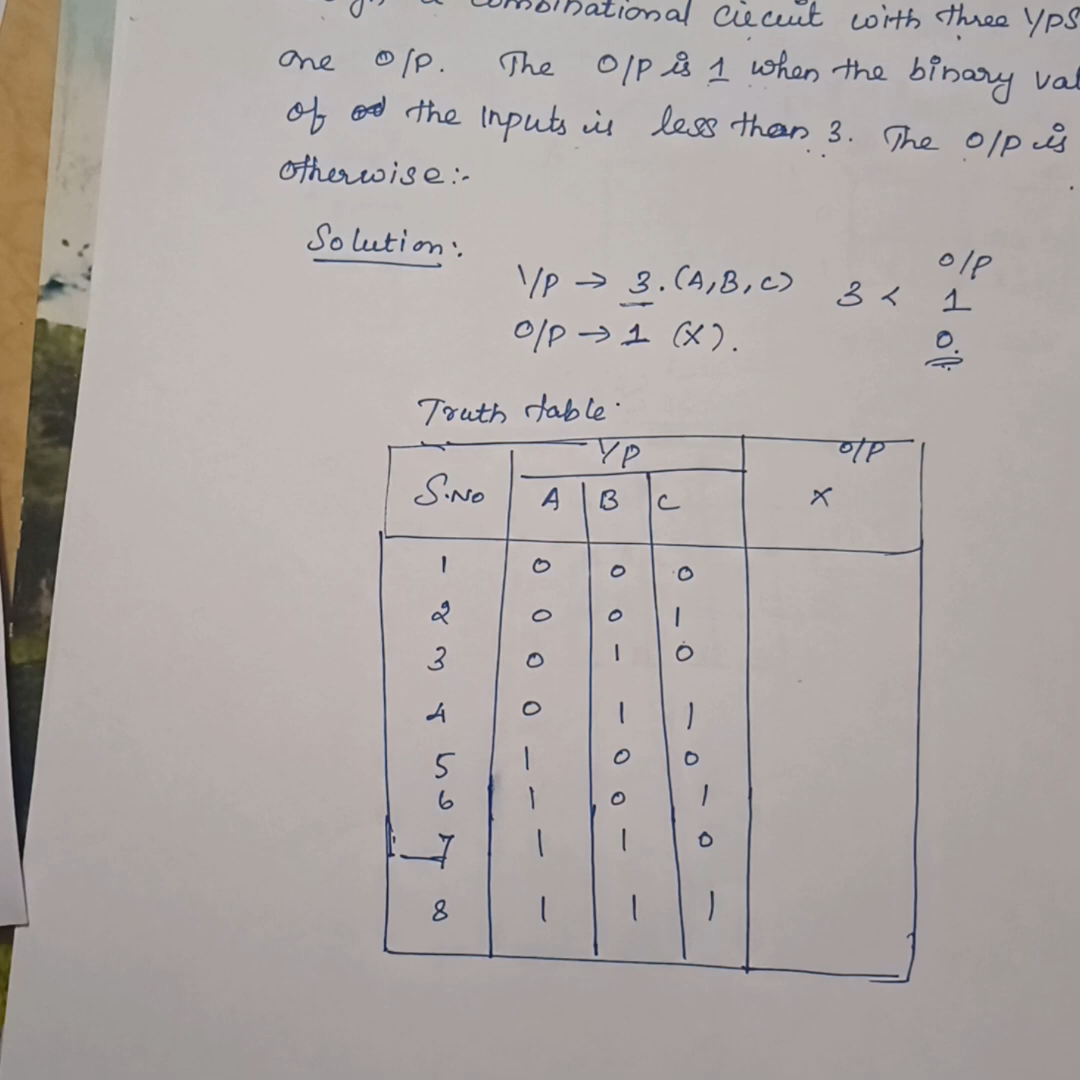 combinational circuit with three I/PS
one O/P. The O/P is 1 when the binary
of the inputs is less than 3. The O/P is
otherwise:-
Solution:
I/P → 3. (A,B,C) 3 < 1
O/P → 1 (X).
O/P
0.
Truth table.
S.No I/P O/P
A B C X
1 0 0 0
2 0 0 1
3 0 1 0
4 0 1 1
5 1 0 0
6 1 0 1
7 1 1 0
8 1 1 1